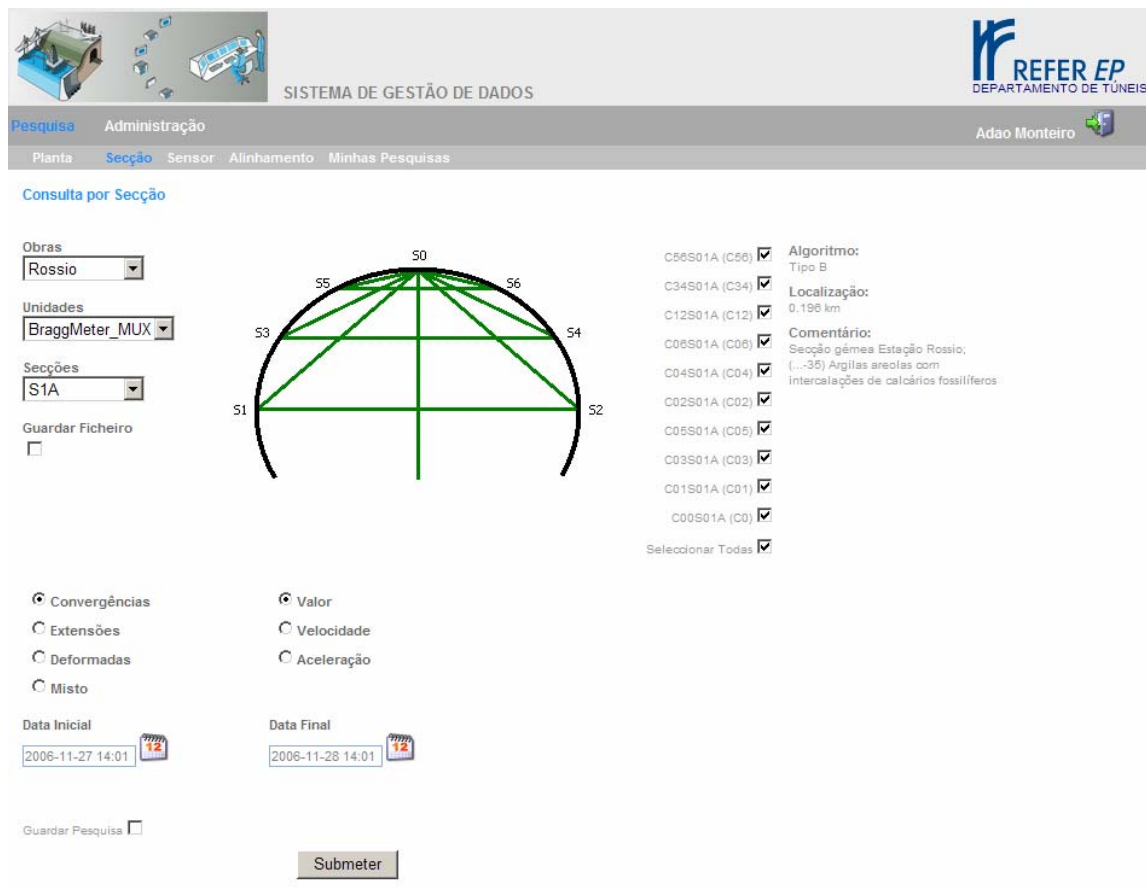 SISTEMA DE GESTÃO DE DADOS
REFER EP
DEPARTAMENTO DE TÚNEIS
Pesquisa Administração
Adao Monteiro
Planta Secção Sensor Alinhamento Minhas Pesquisas
Consulta por Secção
Obras
Rossio
Unidades
BraggMeter_MUX
Secções
S1A
Guardar Ficheiro
S0
S5 S6
S3 S4
S1 S2
C56S01A (C56)
C34S01A (C34)
C12S01A (C12)
C06S01A (C06)
C04S01A (C04)
C02S01A (C02)
C05S01A (C05)
C03S01A (C03)
C01S01A (C01)
C00S01A (C0)
Seleccionar Todas
Algoritmo:
Tipo B
Localização:
0.196 km
Comentário:
Secção gémea Estação Rossio;
(...-35) Argilas areolas com
intercalações de calcários fossilíferos
Convergências Valor
Extensões Velocidade
Deformadas Aceleração
Misto
Data Inicial Data Final
2006-11-27 14:01 12 2006-11-28 14:01 12
Guardar Pesquisa
Submeter